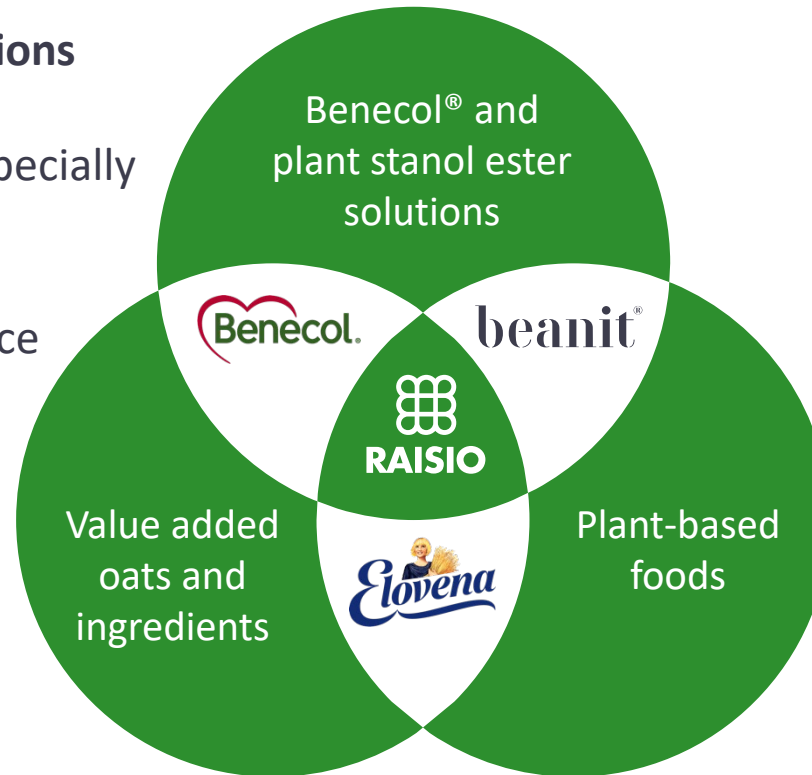 ions
pecially
ce
Benecol® and
plant stanol ester
solutions
Benecol.
beanit®
RAISIO
Value added
oats and
ingredients
Elovena
Plant-based
foods